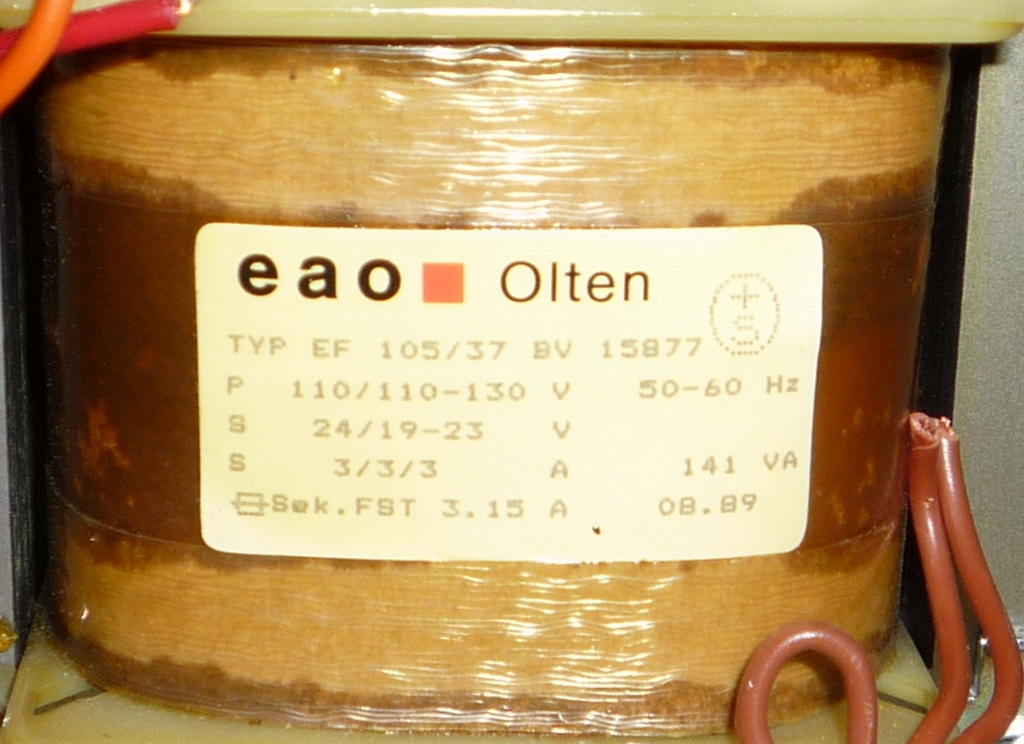 eao Olten
TYP EF 105/37 BV 15877
P 110/110-130 V 50-60 Hz
S 24/19-23 V
S 3/3/3 A 141 VA
Sek.FST 3.15 A 08.89
+S